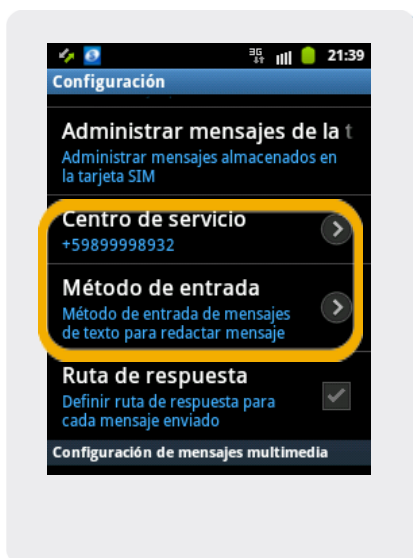 3G 21:39
Configuración
Administrar mensajes de la t
Administrar mensajes almacenados en
la tarjeta SIM
Centro de servicio
+59899998932
Método de entrada
Método de entrada de mensajes
de texto para redactar mensaje
Ruta de respuesta
Definir ruta de respuesta para
cada mensaje enviado
Configuración de mensajes multimedia